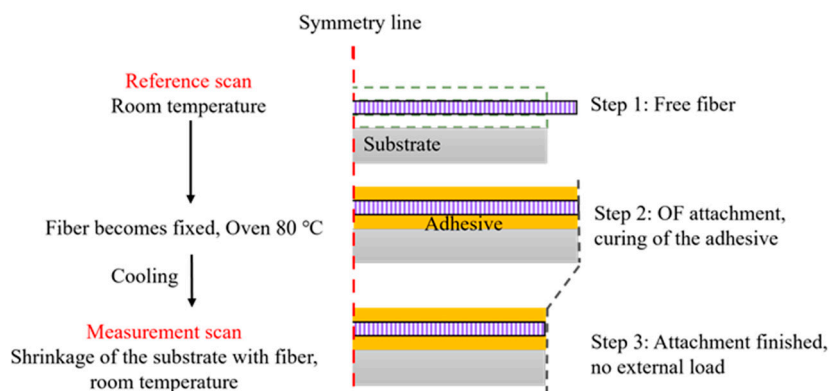 Symmetry line
Reference scan
Room temperature
Step 1: Free fiber
Substrate
Fiber becomes fixed, Oven 80 ℃
Adhesive
Step 2: OF attachment,
curing of the adhesive
Cooling
Measurement scan
Shrinkage of the substrate with fiber,
room temperature
Step 3: Attachment finished,
no external load